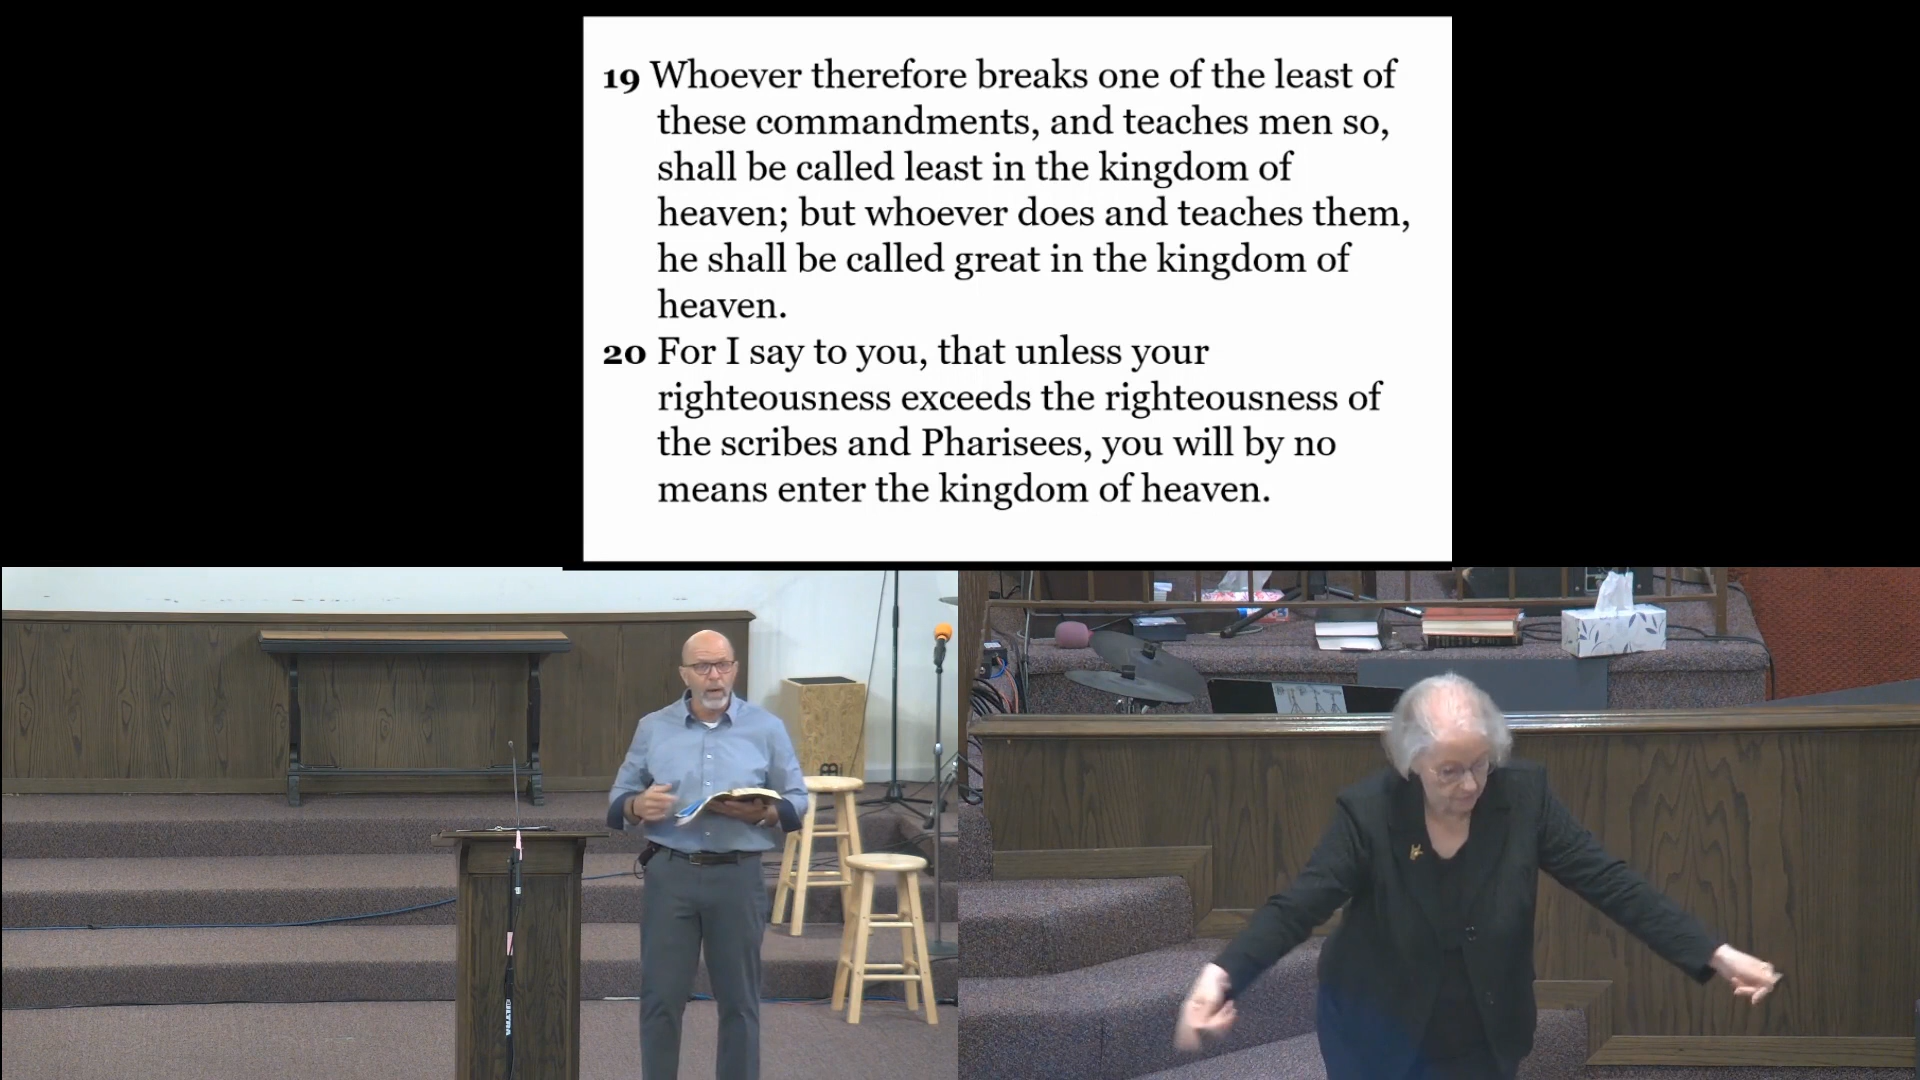 19 Whoever therefore breaks one of the least of
these commandments, and teaches men so,
shall be called least in the kingdom of
heaven; but whoever does and teaches them,
he shall be called great in the kingdom of
heaven.
20 For I say to you, that unless your
righteousness exceeds the righteousness of
the scribes and Pharisees, you will by no
means enter the kingdom of heaven.
ULTRA